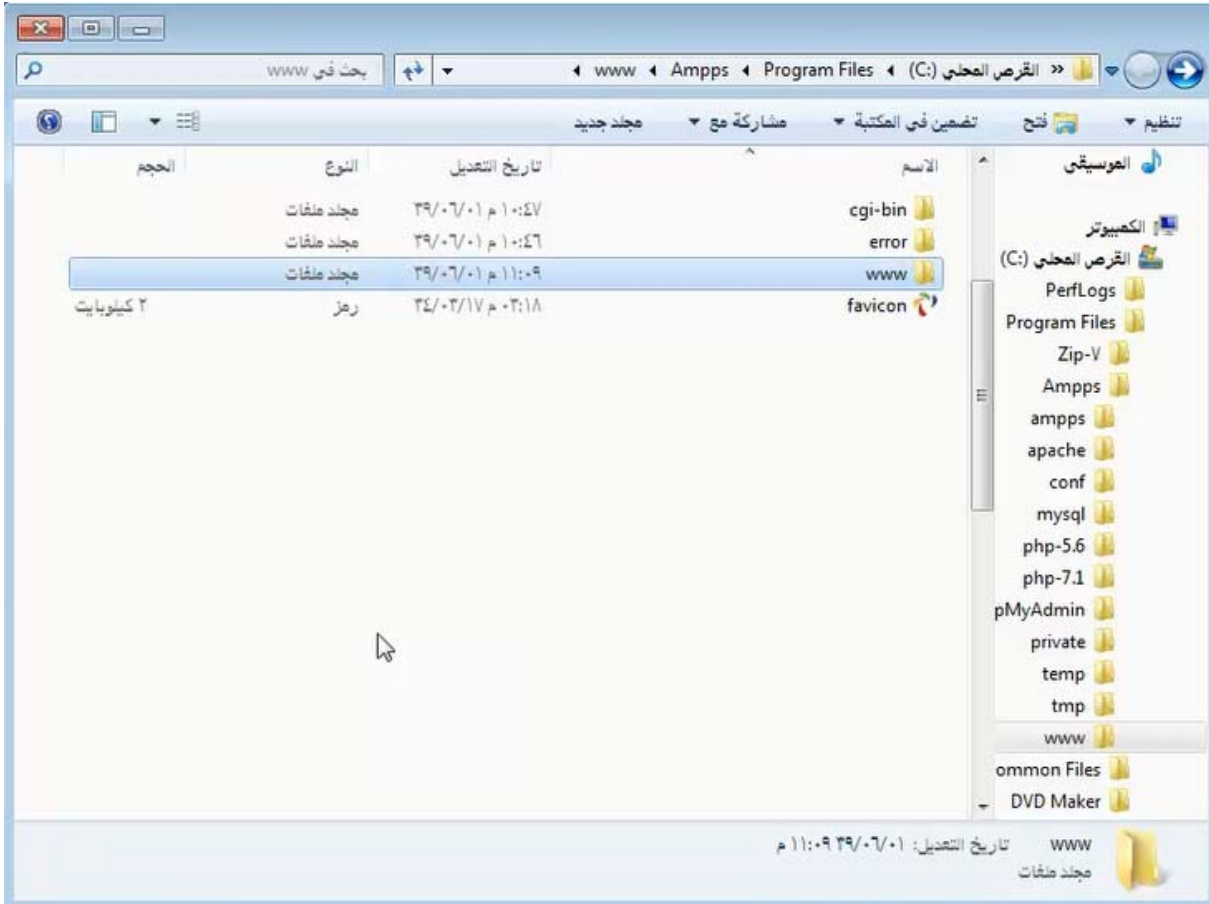 القرص المحلي (C:) Program Files Ampps www
بحث في www
تنظيم فتح تضمين في المكتبة مشاركة مع مجلد جديد
الموسيقى
الكمبيوتر
القرص المحلي (C:)
PerfLogs
Program Files
Zip-V
Ampps
ampps
apache
conf
mysql
php-5.6
php-7.1
pMyAdmin
private
temp
tmp
www
ommon Files
DVD Maker
الاسم تاريخ التعديل النوع الحجم
cgi-bin ٣٩/٠٦/٠١ ١٠:٤٧ م مجلد ملفات
error ٣٩/٠٦/٠١ ١٠:٤٦ م مجلد ملفات
www ٣٩/٠٦/٠١ ١١:٠٩ م مجلد ملفات
favicon ٣٤/٠٣/١٧ ٠٣:١٨ م رمز ٢ كيلوبايت
www تاريخ التعديل: ٣٩/٠٦/٠١ ١١:٠٩ م
مجلد ملفات